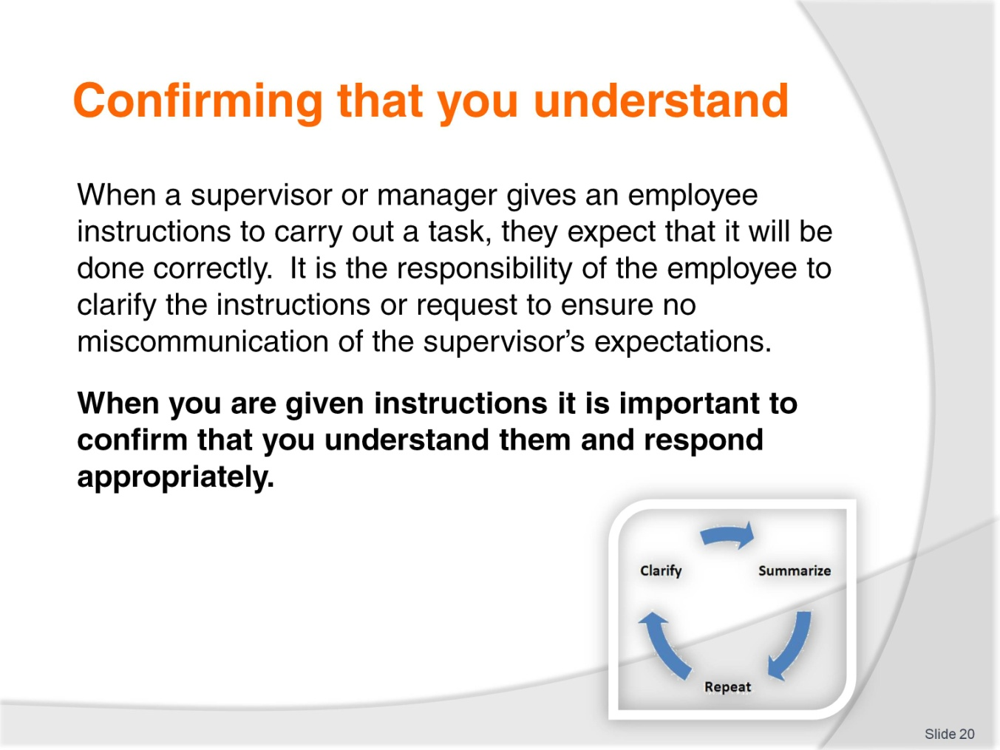 Confirming that you understand
When a supervisor or manager gives an employee
instructions to carry out a task, they expect that it will be
done correctly.  It is the responsibility of the employee to
clarify the instructions or request to ensure no
miscommunication of the supervisor’s expectations.
When you are given instructions it is important to
confirm that you understand them and respond
appropriately.
Clarify
Summarize
Repeat
Slide 20